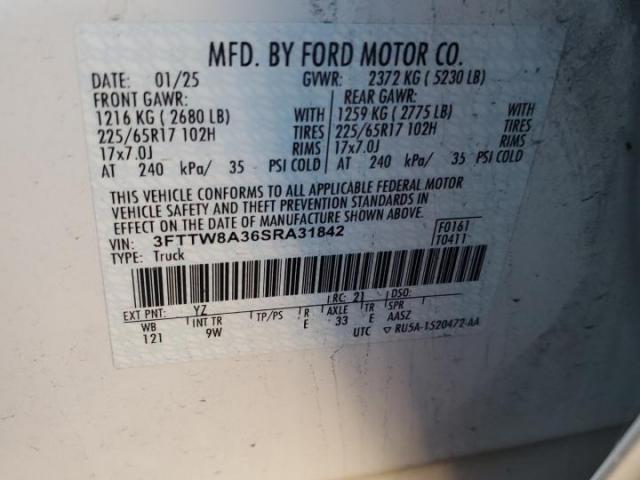 MFD. BY FORD MOTOR CO.
DATE: 01/25 GVWR: 2372 KG ( 5230 LB)
FRONT GAWR: REAR GAWR:
1216 KG ( 2680 LB) WITH 1259 KG ( 2775 LB) WITH
225/65R17 102H TIRES 225/65R17 102H TIRES
17x7.0J RIMS 17x7.0J RIMS
AT 240 kPa/ 35 PSI COLD AT 240 kPa/ 35 PSI COLD
THIS VEHICLE CONFORMS TO ALL APPLICABLE FEDERAL MOTOR
VEHICLE SAFETY AND THEFT PREVENTION STANDARDS IN
EFFECT ON THE DATE OF MANUFACTURE SHOWN ABOVE.
VIN: 3FTTW8A36SRA31842 F0161
TYPE: Truck T0411
RC: 21 DSO:
EXT PNT: YZ
WB INT TR TP/PS R AXLE TR SPR
121 9W E 33 E AASZ
UTC ▽ RU5A-1520472-AA